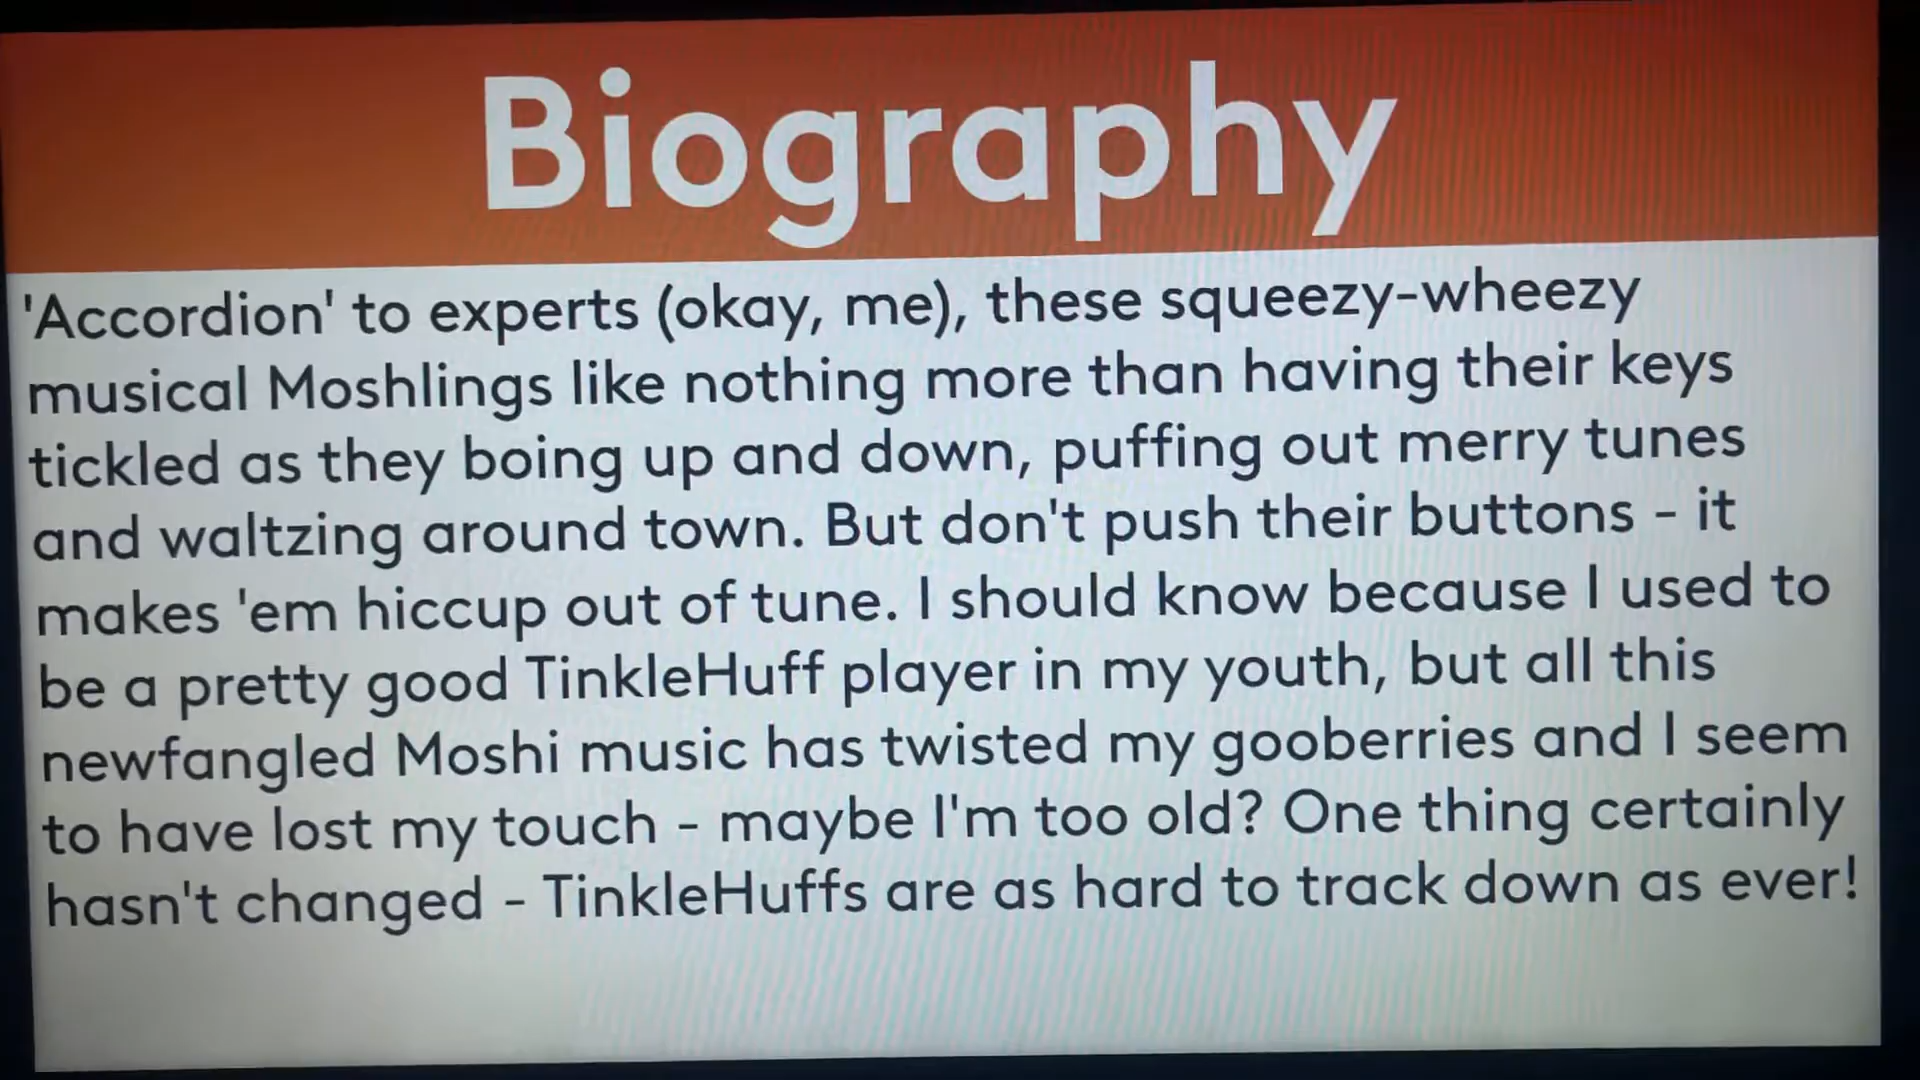 Biography
'Accordion' to experts (okay, me), these squeezy-wheezy
musical Moshlings like nothing more than having their keys
tickled as they boing up and down, puffing out merry tunes
and waltzing around town. But don't push their buttons - it
makes 'em hiccup out of tune. I should know because I used to
be a pretty good TinkleHuff player in my youth, but all this
newfangled Moshi music has twisted my gooberries and I seem
to have lost my touch - maybe I'm too old? One thing certainly
hasn't changed - TinkleHuffs are as hard to track down as ever!